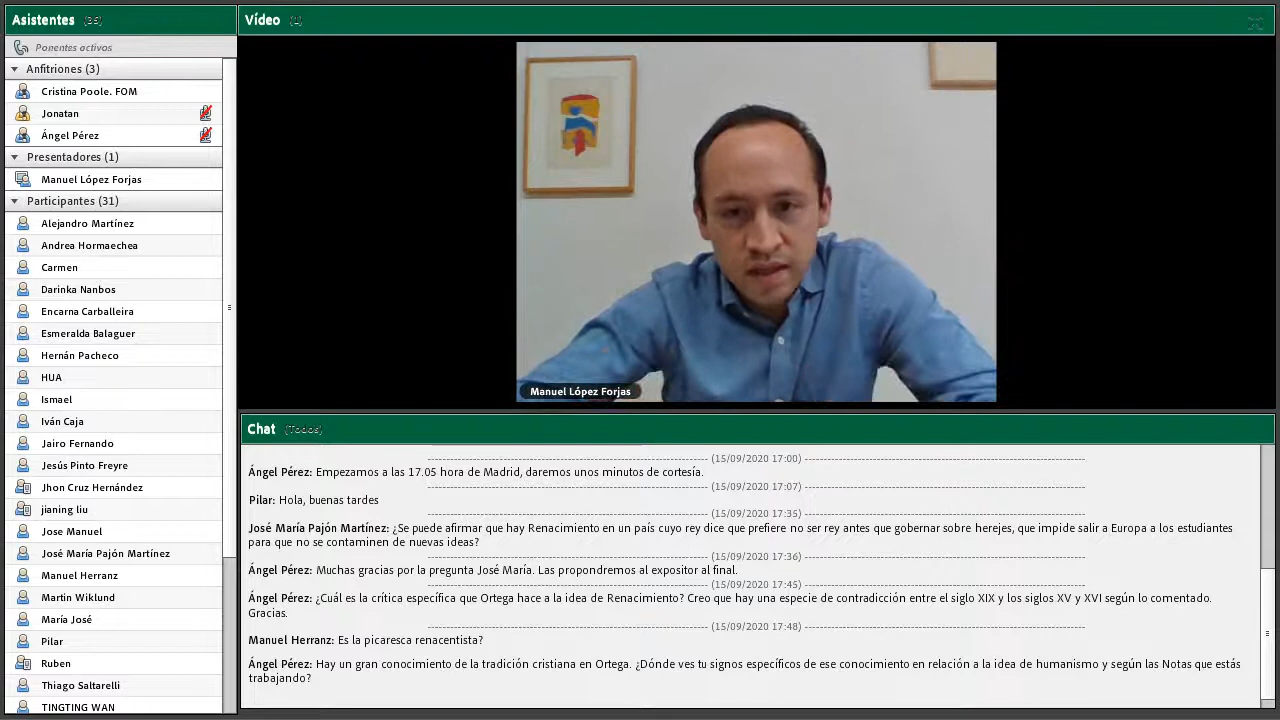 Asistentes (35)
Ponentes activos
Anfitriones (3)
Cristina Poole. FOM
Jonatan
Ángel Pérez
Presentadores (1)
Manuel López Forjas
Participantes (31)
Alejandro Martínez
Andrea Hormaechea
Carmen
Darinka Nanbos
Encarna Carballeira
Esmeralda Balaguer
Hernán Pacheco
HUA
Ismael
Iván Caja
Jairo Fernando
Jesús Pinto Freyre
Jhon Cruz Hernández
jianing liu
Jose Manuel
José María Pajón Martínez
Manuel Herranz
Martin Wiklund
María José
Pilar
Ruben
Thiago Saltarelli
TINGTING WAN
Vídeo (1)
Manuel López Forjas
Chat (Todos)
(15/09/2020 17:00)
Ángel Pérez: Empezamos a las 17.05 hora de Madrid, daremos unos minutos de cortesía.
(15/09/2020 17:07)
Pilar: Hola, buenas tardes
(15/09/2020 17:35)
José María Pajón Martínez: ¿Se puede afirmar que hay Renacimiento en un país cuyo rey dice que prefiere no ser rey antes que gobernar sobre herejes, que impide salir a Europa a los estudiantes
para que no se contaminen de nuevas ideas?
(15/09/2020 17:36)
Ángel Pérez: Muchas gracias por la pregunta José María. Las propondremos al expositor al final.
(15/09/2020 17:45)
Ángel Pérez: ¿Cuál es la crítica específica que Ortega hace a la idea de Renacimiento? Creo que hay una especie de contradicción entre el siglo XIX y los siglos XV y XVI según lo comentado.
Gracias.
(15/09/2020 17:48)
Manuel Herranz: Es la picaresca renacentista?
Ángel Pérez: Hay un gran conocimiento de la tradición cristiana en Ortega. ¿Dónde ves tu signos específicos de ese conocimiento en relación a la idea de humanismo y según las Notas que estás
trabajando?